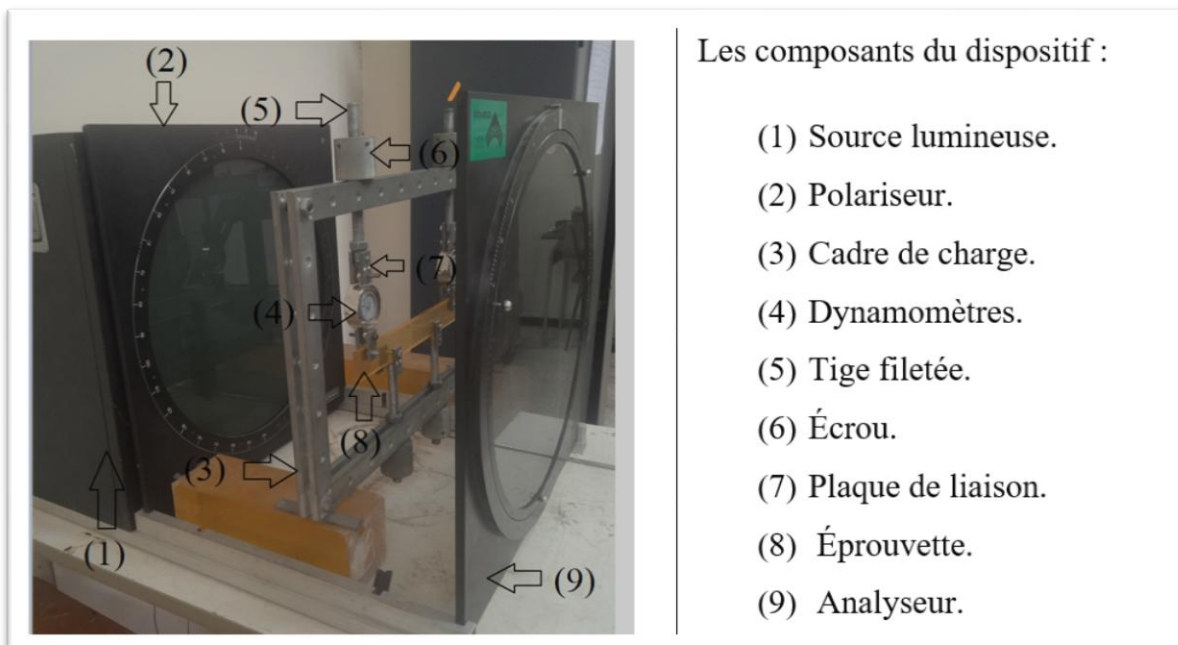 (2)
(5)
(6)
(7)
(4)
(8)
(3)
(1)
(9)
A
Les composants du dispositif :
(1) Source lumineuse.
(2) Polariseur.
(3) Cadre de charge.
(4) Dynamomètres.
(5) Tige filetée.
(6) Écrou.
(7) Plaque de liaison.
(8) Éprouvette.
(9) Analyseur.